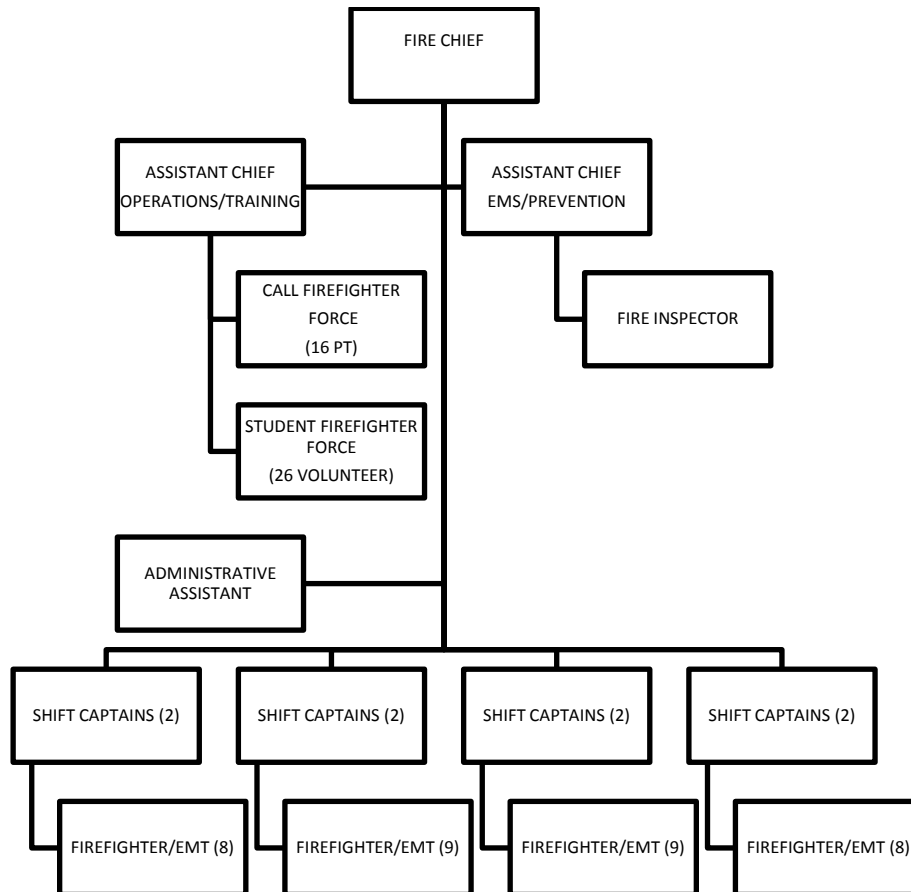 FIRE CHIEF
ASSISTANT CHIEF
OPERATIONS/TRAINING
ASSISTANT CHIEF
EMS/PREVENTION
CALL FIREFIGHTER
FORCE
(16 PT)
FIRE INSPECTOR
STUDENT FIREFIGHTER
FORCE
(26 VOLUNTEER)
ADMINISTRATIVE
ASSISTANT
SHIFT CAPTAINS (2)
SHIFT CAPTAINS (2)
SHIFT CAPTAINS (2)
SHIFT CAPTAINS (2)
FIREFIGHTER/EMT (8)
FIREFIGHTER/EMT (9)
FIREFIGHTER/EMT (9)
FIREFIGHTER/EMT (8)